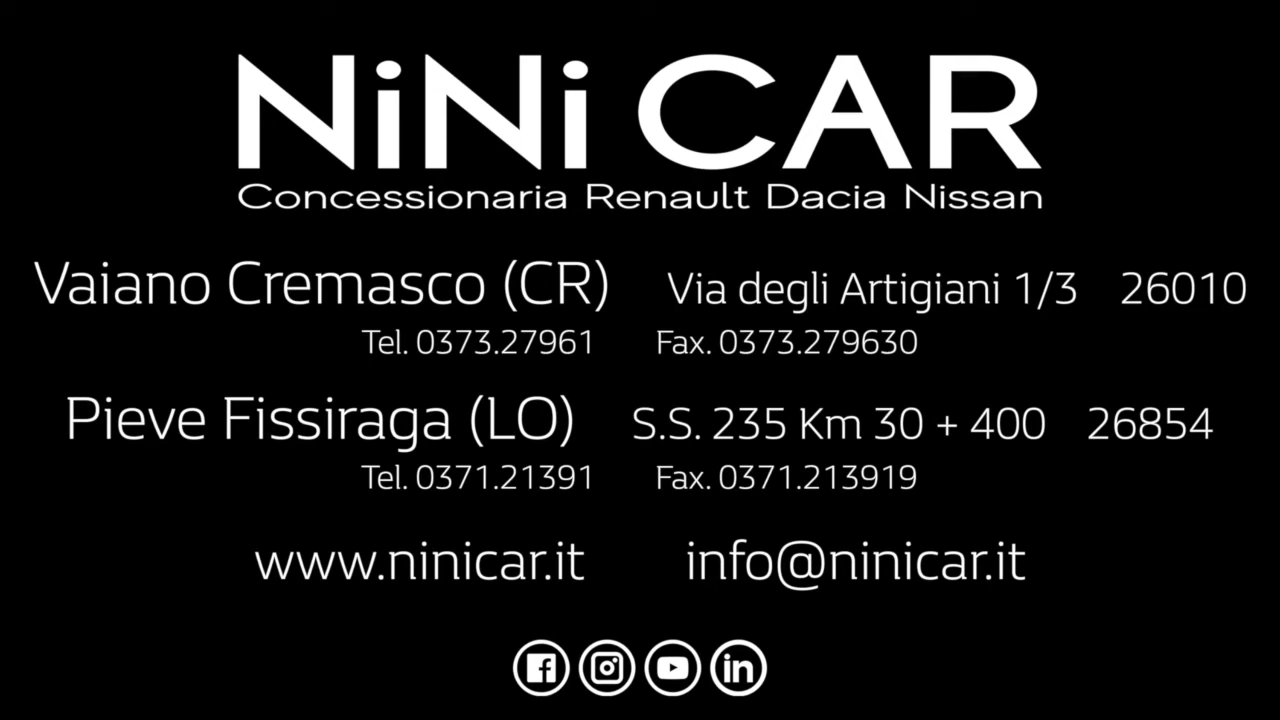 NiNi CAR
Concessionaria Renault Dacia Nissan
Vaiano Cremasco (CR) Via degli Artigiani 1/3 26010
Tel. 0373.27961 Fax. 0373.279630
Pieve Fissiraga (LO) S.S. 235 Km 30 + 400 26854
Tel. 0371.21391 Fax. 0371.213919
www.ninicar.it info@ninicar.it